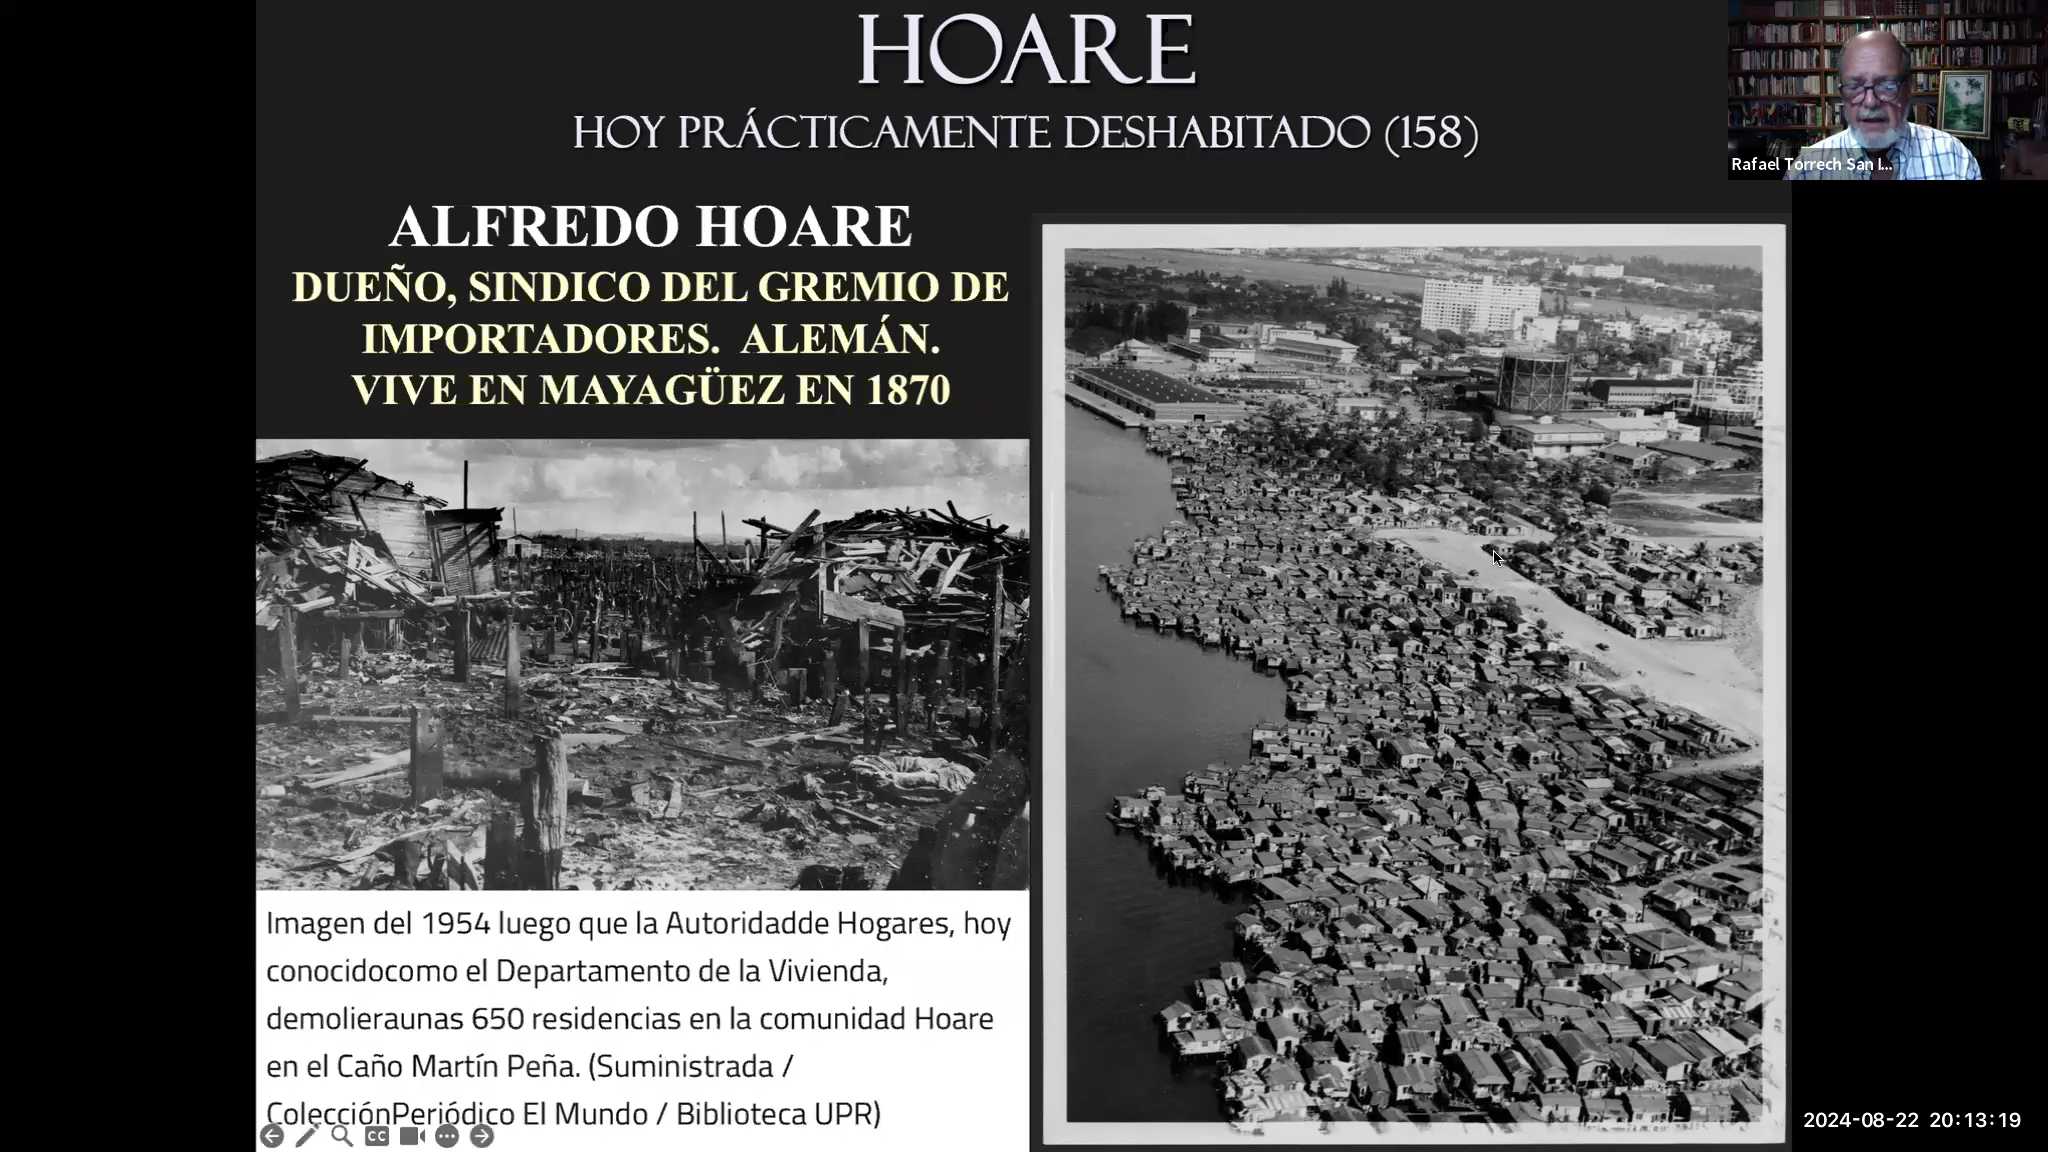 HOARE
HOY PRÁCTICAMENTE DESHABITADO (158)
Rafael Torrech San I...
ALFREDO HOARE
DUEÑO, SINDICO DEL GREMIO DE
IMPORTADORES. ALEMÁN.
VIVE EN MAYAGÜEZ EN 1870
Imagen del 1954 luego que la Autoridadde Hogares, hoy
conocidocomo el Departamento de la Vivienda,
demolieraunas 650 residencias en la comunidad Hoare
en el Caño Martín Peña. (Suministrada /
ColecciónPeriódico El Mundo / Biblioteca UPR)
CC
2024-08-22 20:13:19